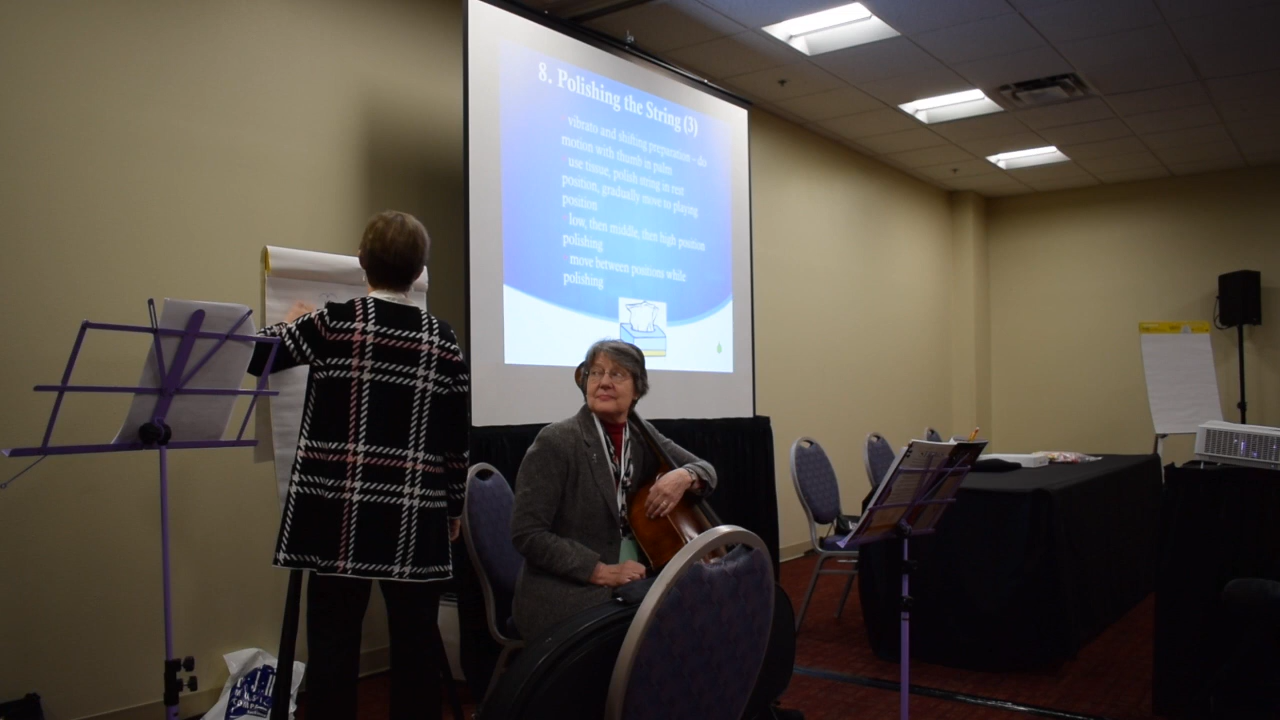 8. Polishing the String (3)
vibrato and shifting preparation - do
motion with thumb in palm
use tissue, polish string in rest
position, gradually move to playing
position
low, then middle, then high position
polishing
move between positions while
polishing